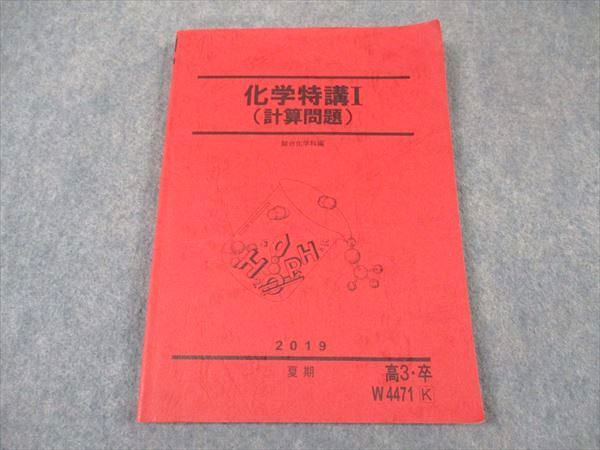 化学特講I
(計算問題)
駿台化学科編
2019
夏期
高3・卒
W4471 K